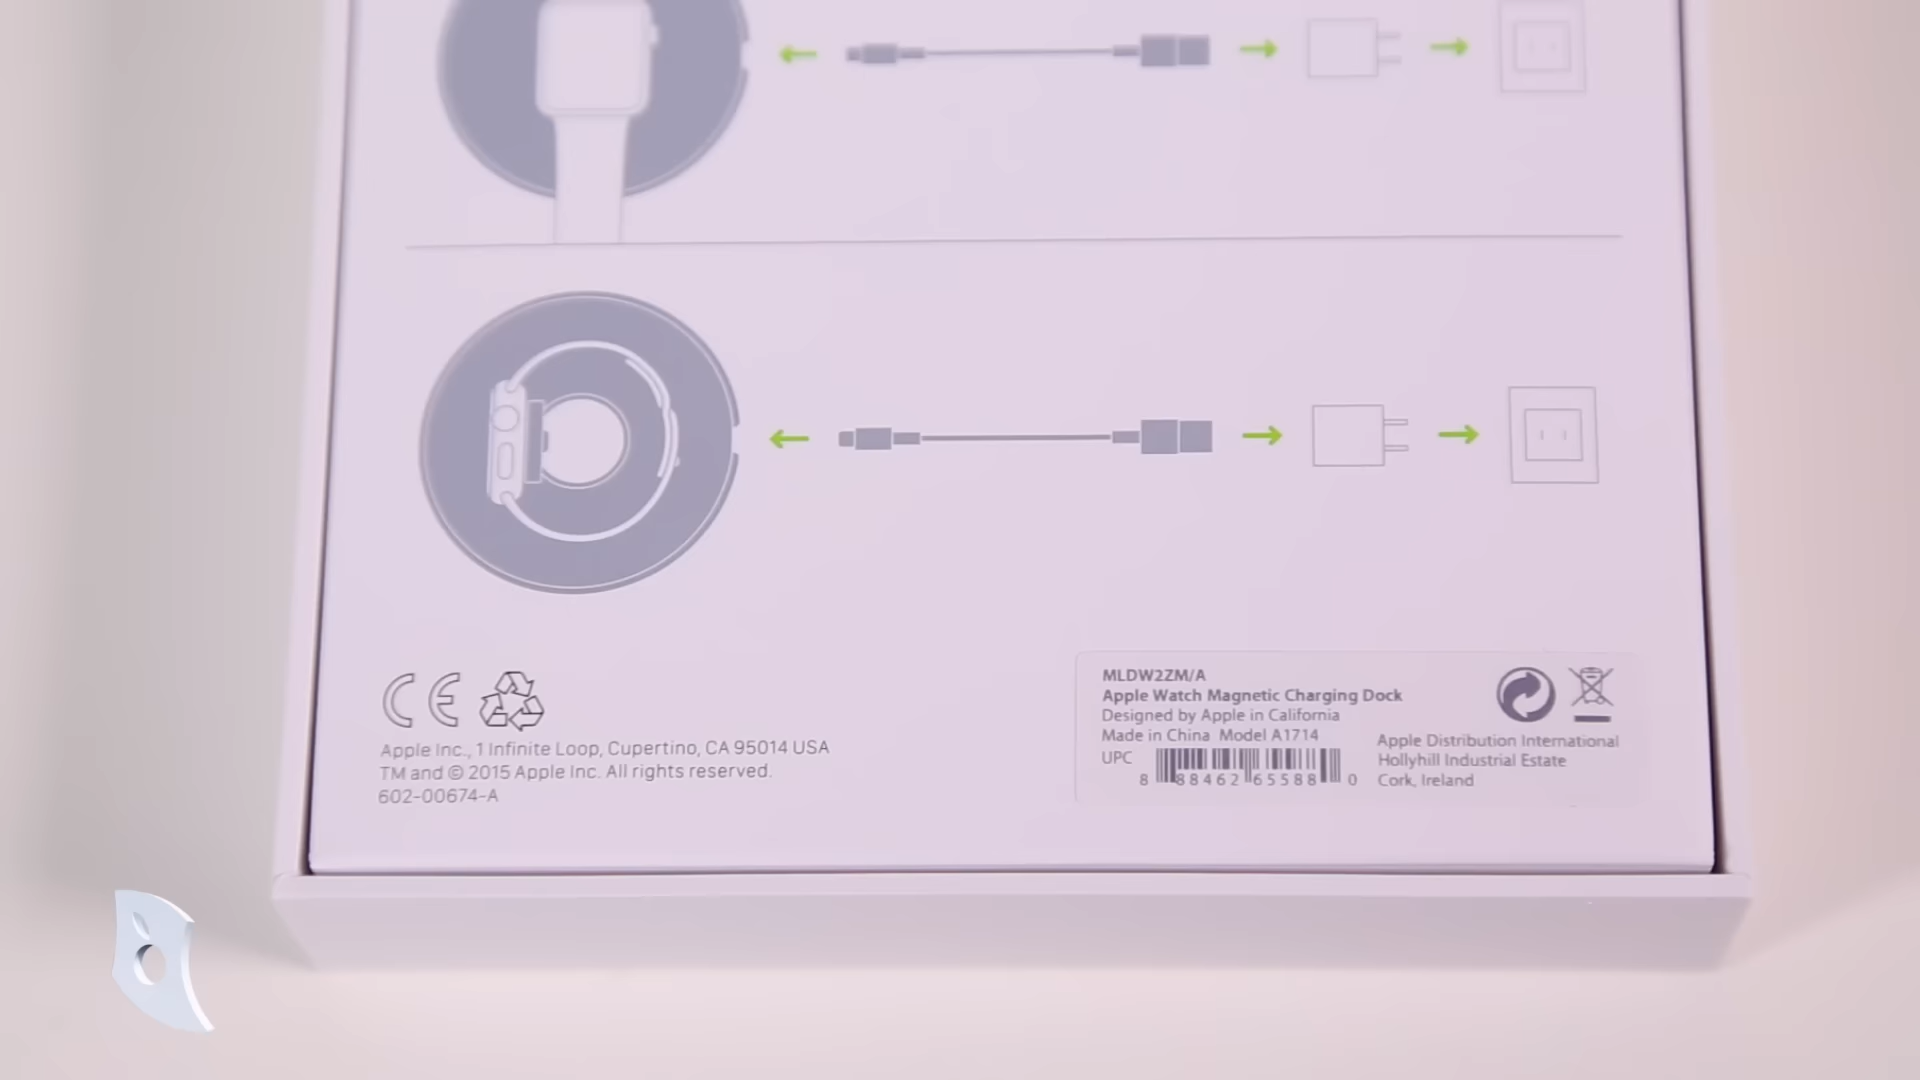 CE
Apple Inc., 1 Infinite Loop, Cupertino, CA 95014 USA
TM and © 2015 Apple Inc. All rights reserved.
602-00674-A
MLDW2ZM/A
Apple Watch Magnetic Charging Dock
Designed by Apple in California
Made in China Model A1714
UPC
8 88462 65588 0
Apple Distribution International
Hollyhill Industrial Estate
Cork, Ireland